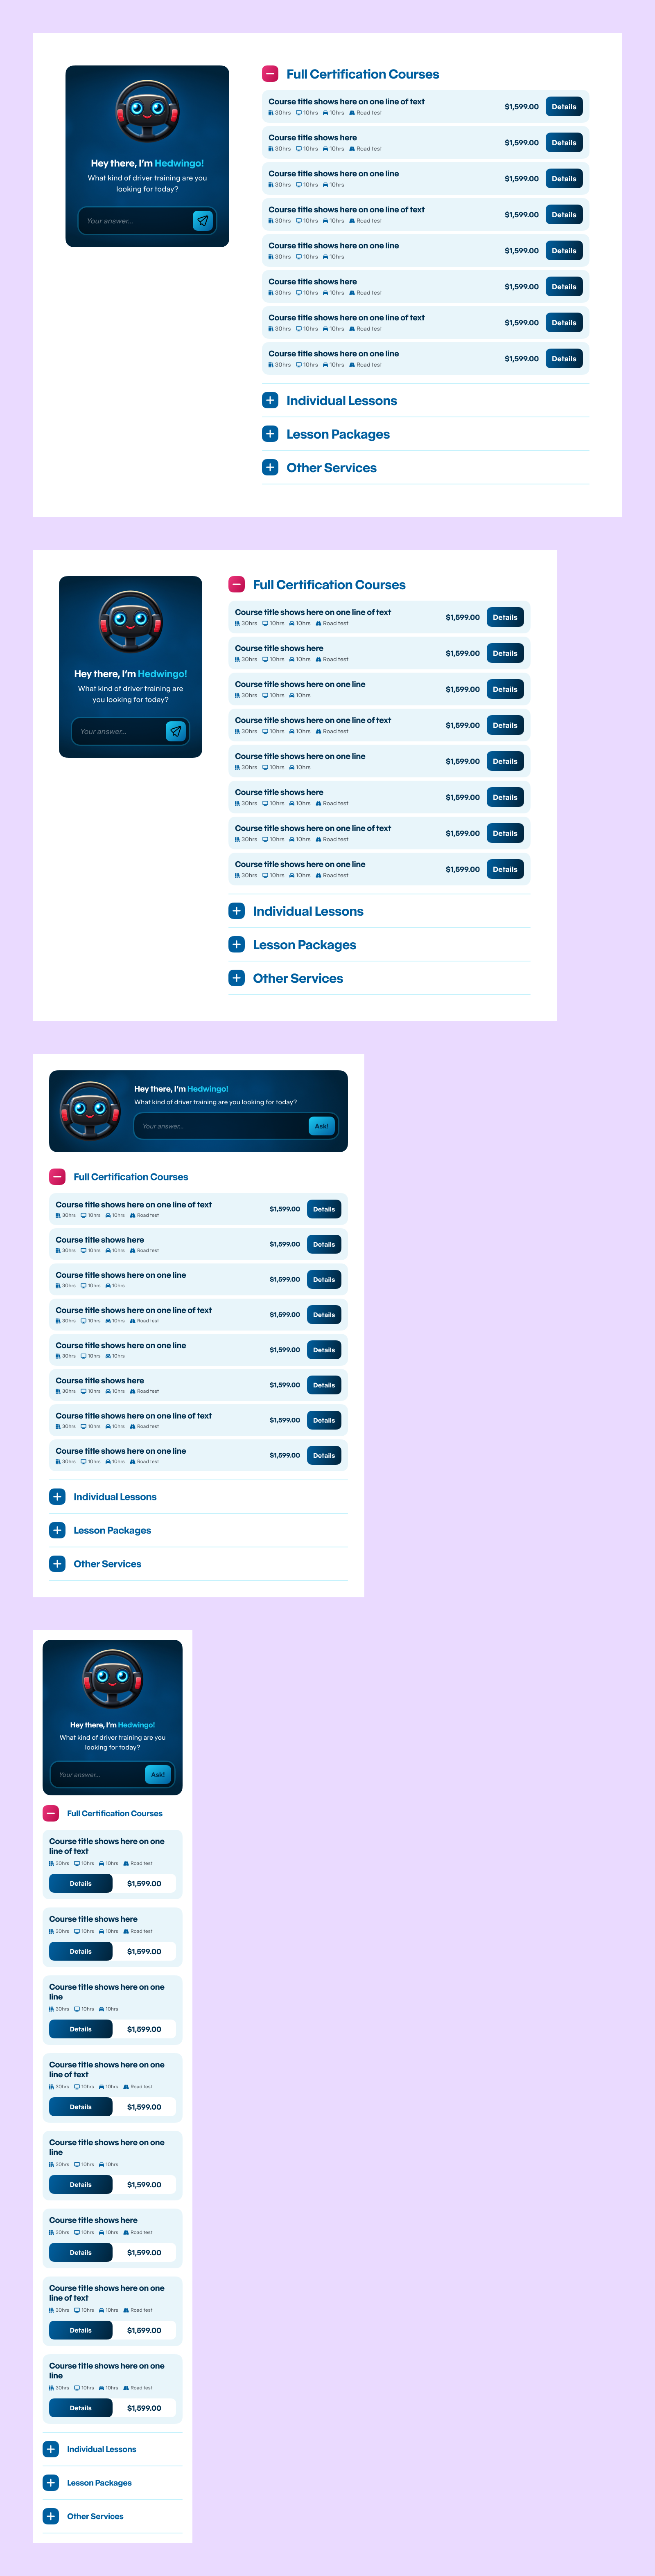 Hey there, I'm Hedwingo!
What kind of driver training are you
looking for today?
Your answer...
Full Certification Courses
Course title shows here on one line of text
30hrs 10hrs 10hrs Road test
$1,599.00 Details
Course title shows here
30hrs 10hrs 10hrs Road test
$1,599.00 Details
Course title shows here on one line
30hrs 10hrs 10hrs
$1,599.00 Details
Course title shows here on one line of text
30hrs 10hrs 10hrs Road test
$1,599.00 Details
Course title shows here on one line
30hrs 10hrs 10hrs
$1,599.00 Details
Course title shows here
30hrs 10hrs 10hrs Road test
$1,599.00 Details
Course title shows here on one line of text
30hrs 10hrs 10hrs Road test
$1,599.00 Details
Course title shows here on one line
30hrs 10hrs 10hrs Road test
$1,599.00 Details
Individual Lessons
Lesson Packages
Other Services
Hey there, I'm Hedwingo!
What kind of driver training are
you looking for today?
Your answer...
Full Certification Courses
Course title shows here on one line of text
30hrs 10hrs 10hrs Road test
$1,599.00 Details
Course title shows here
30hrs 10hrs 10hrs Road test
$1,599.00 Details
Course title shows here on one line
30hrs 10hrs 10hrs
$1,599.00 Details
Course title shows here on one line of text
30hrs 10hrs 10hrs Road test
$1,599.00 Details
Course title shows here on one line
30hrs 10hrs 10hrs
$1,599.00 Details
Course title shows here
30hrs 10hrs 10hrs Road test
$1,599.00 Details
Course title shows here on one line of text
30hrs 10hrs 10hrs Road test
$1,599.00 Details
Course title shows here on one line
30hrs 10hrs 10hrs Road test
$1,599.00 Details
Individual Lessons
Lesson Packages
Other Services
Hey there, I'm Hedwingo!
What kind of driver training are you looking for today?
Your answer... Ask!
Full Certification Courses
Course title shows here on one line of text
30hrs 10hrs 10hrs Road test
$1,599.00 Details
Course title shows here
30hrs 10hrs 10hrs Road test
$1,599.00 Details
Course title shows here on one line
30hrs 10hrs 10hrs
$1,599.00 Details
Course title shows here on one line of text
30hrs 10hrs 10hrs Road test
$1,599.00 Details
Course title shows here on one line
30hrs 10hrs 10hrs
$1,599.00 Details
Course title shows here
30hrs 10hrs 10hrs Road test
$1,599.00 Details
Course title shows here on one line of text
30hrs 10hrs 10hrs Road test
$1,599.00 Details
Course title shows here on one line
30hrs 10hrs 10hrs Road test
$1,599.00 Details
Individual Lessons
Lesson Packages
Other Services
Hey there, I'm Hedwingo!
What kind of driver training are you
looking for today?
Your answer... Ask!
Full Certification Courses
Course title shows here on one
line of text
30hrs 10hrs 10hrs Road test
Details $1,599.00
Course title shows here
30hrs 10hrs 10hrs Road test
Details $1,599.00
Course title shows here on one
line
30hrs 10hrs 10hrs
Details $1,599.00
Course title shows here on one
line of text
30hrs 10hrs 10hrs Road test
Details $1,599.00
Course title shows here on one
line
30hrs 10hrs 10hrs
Details $1,599.00
Course title shows here
30hrs 10hrs 10hrs Road test
Details $1,599.00
Course title shows here on one
line of text
30hrs 10hrs 10hrs Road test
Details $1,599.00
Course title shows here on one
line
30hrs 10hrs 10hrs Road test
Details $1,599.00
Individual Lessons
Lesson Packages
Other Services